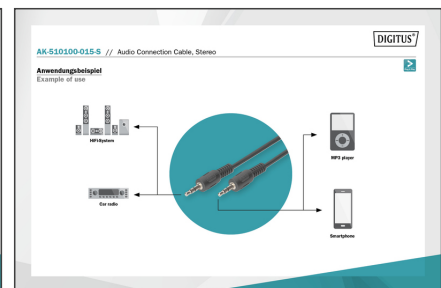 DIGITUS®
AK-510100-015-S // Audio Connection Cable, Stereo
Anwendungsbeispiel
Example of use
HiFi-System
MP3 player
Car radio
Smartphone